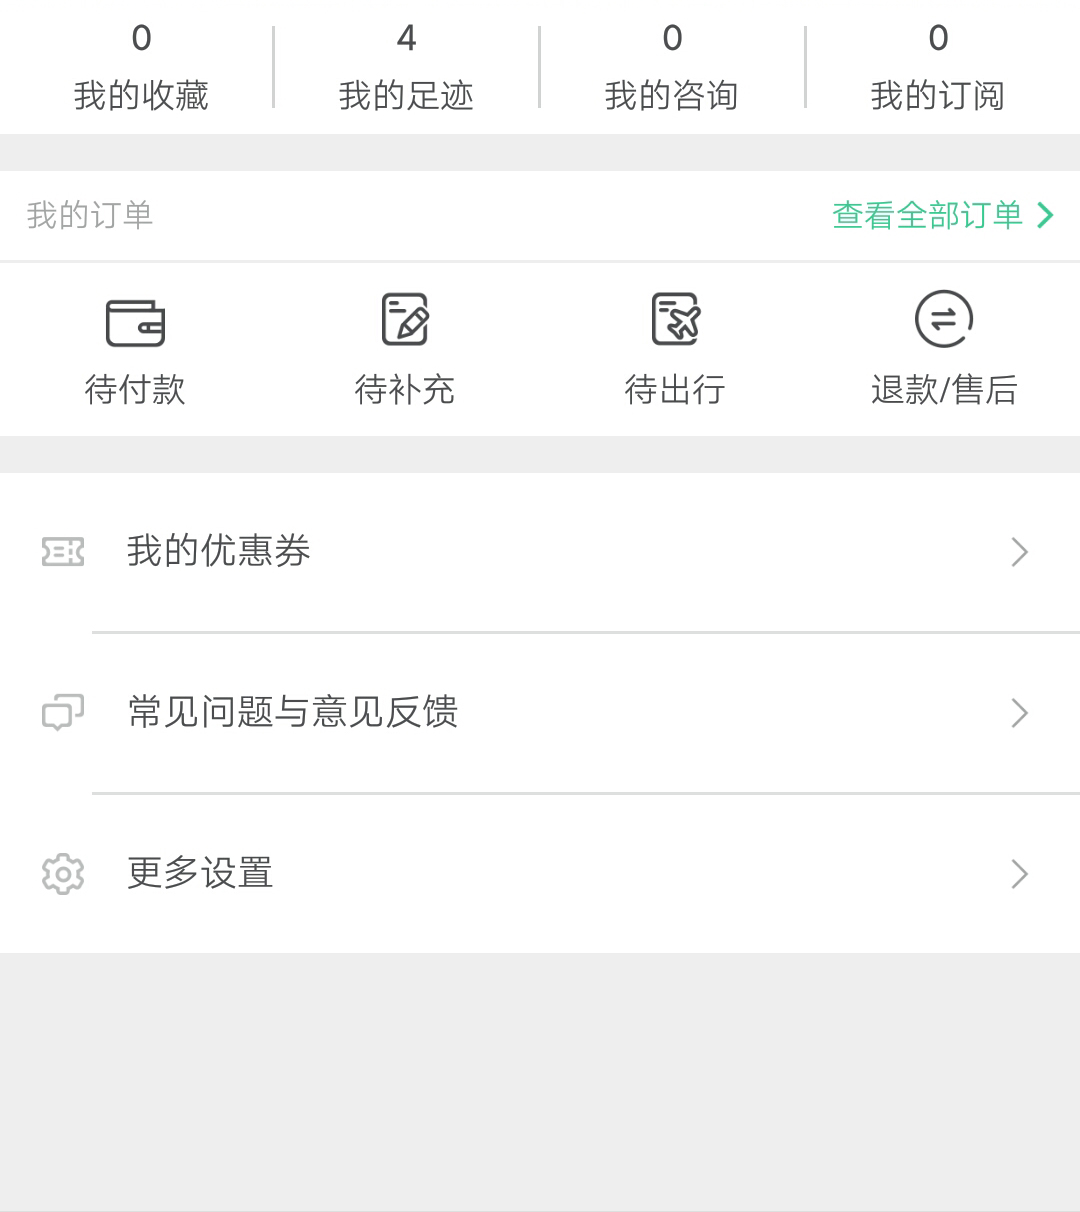 0 4 0 0
我的收藏 我的足迹 我的咨询 我的订阅
我的订单 查看全部订单
待付款 待补充 待出行 退款/售后
我的优惠券
常见问题与意见反馈
更多设置